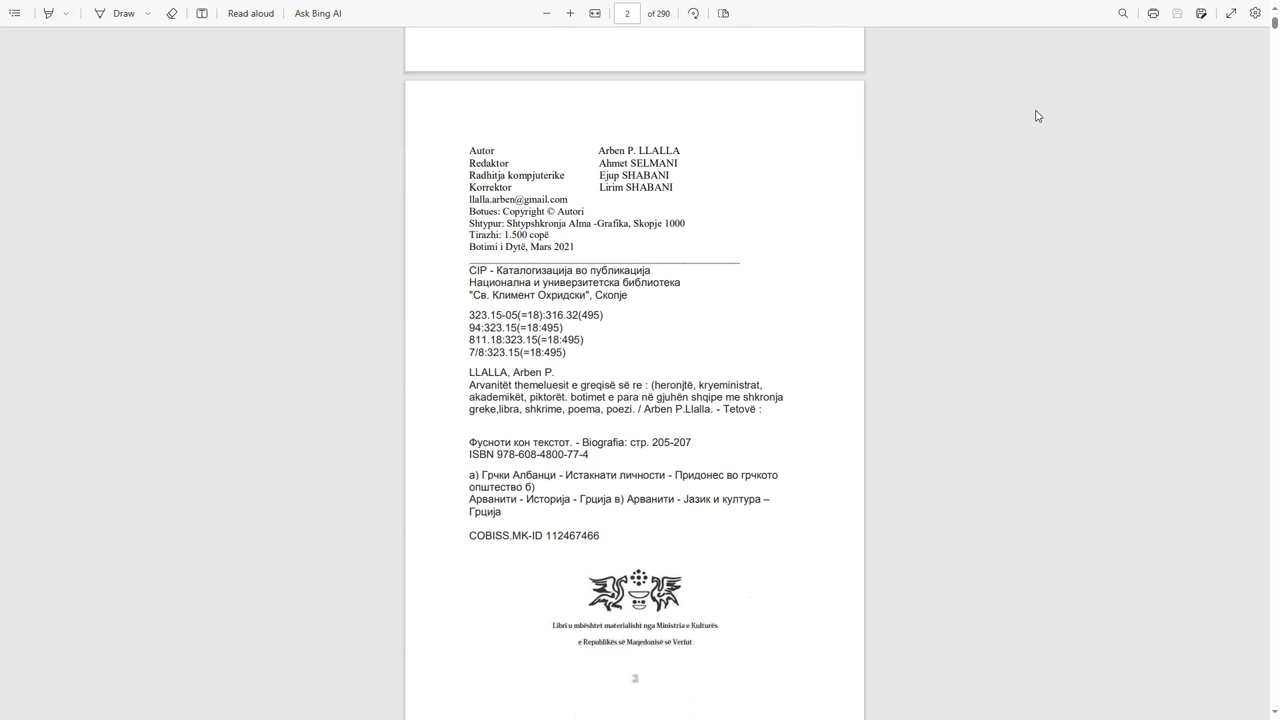 Draw
Read aloud
Ask Bing AI
2 of 290
Autor Arben P. LLALLA
Redaktor Ahmet SELMANI
Radhitja kompjuterike Ejup SHABANI
Korrektor Lirim SHABANI
llalla.arben@gmail.com
Botues: Copyright © Autori
Shtypur: Shtypshkronja Alma -Grafika, Skopje 1000
Tirazhi: 1.500 copë
Botimi i Dytë, Mars 2021
CIP - Каталогизација во публикација
Национална и универзитетска библиотека
"Св. Климент Охридски", Скопје
323.15-05(=18):316.32(495)
94:323.15(=18:495)
811.18:323.15(=18:495)
7/8:323.15(=18:495)
LLALLA, Arben P.
Arvanitët themeluesit e greqisë së re : (heronjtë, kryeministrat,
akademikët, piktorët. botimet e para në gjuhën shqipe me shkronja
greke,libra, shkrime, poema, poezi. / Arben P.Llalla. - Tetovë :
Фусноти кон текстот. - Biografia: стр. 205-207
ISBN 978-608-4800-77-4
а) Грчки Албанци - Истакнати личности - Придонес во грчкото
општество б)
Арванити - Историја - Грција в) Арванити - Јазик и култура –
Грција
COBISS.MK-ID 112467466
Libri u mbështet materialisht nga Ministria e Kulturës
e Republikës së Maqedonisë së Veriut
2